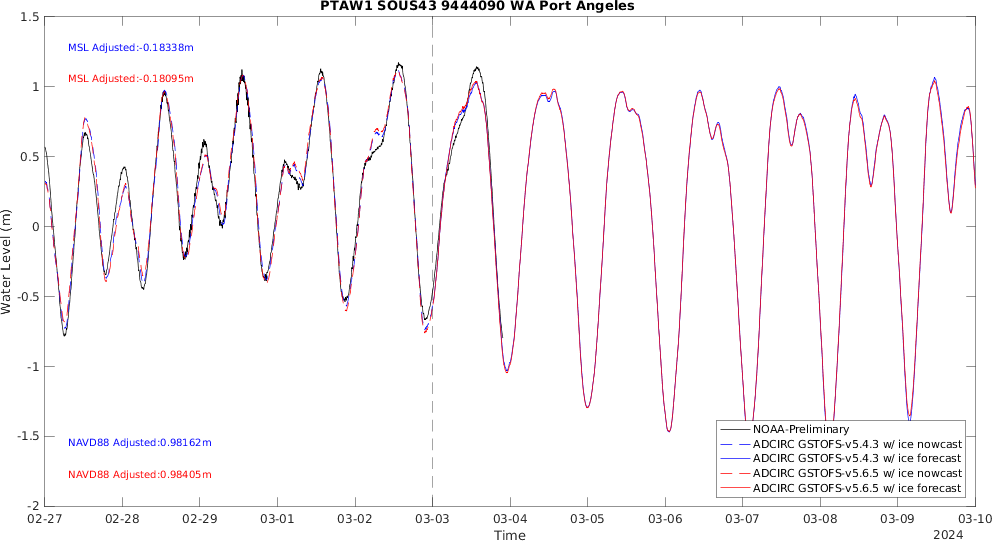 PTAW1 SOUS43 9444090 WA Port Angeles
1.5
MSL Adjusted:-0.18338m
MSL Adjusted:-0.18095m
1
0.5
0
-0.5
-1
-1.5
-2
Water Level (m)
NAVD88 Adjusted:0.98162m
NAVD88 Adjusted:0.98405m
NOAA-Preliminary
ADCIRC GSTOFS-v5.4.3 w/ ice nowcast
ADCIRC GSTOFS-v5.4.3 w/ ice forecast
ADCIRC GSTOFS-v5.6.5 w/ ice nowcast
ADCIRC GSTOFS-v5.6.5 w/ ice forecast
02-27 02-28 02-29 03-01 03-02 03-03 03-04 03-05 03-06 03-07 03-08 03-09 03-10
Time
2024